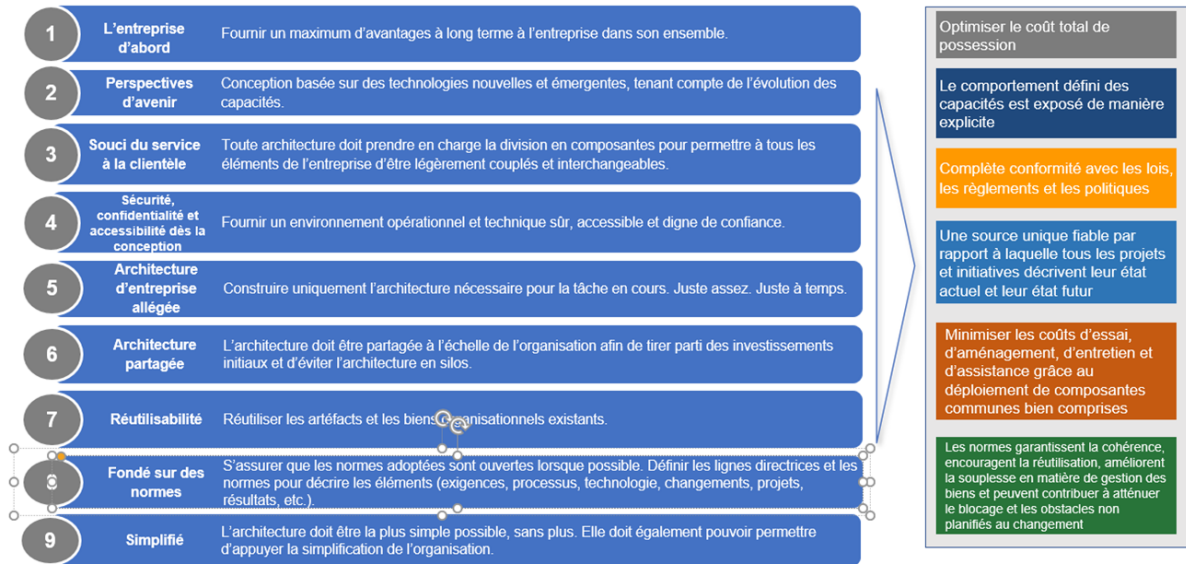 1
L'entreprise
d'abord
Fournir un maximum d'avantages à long terme à l'entreprise dans son ensemble.
2
Perspectives
d'avenir
Conception basée sur des technologies nouvelles et émergentes, tenant compte de l'évolution des
capacités.
3
Souci du service
à la clientèle
Toute architecture doit prendre en charge la division en composantes pour permettre à tous les
éléments de l'entreprise d'être légèrement couplés et interchangeables.
4
Sécurité,
confidentialité et
accessibilité dès la
conception
Fournir un environnement opérationnel et technique sûr, accessible et digne de confiance.
5
Architecture
d'entreprise
allégée
Construire uniquement l'architecture nécessaire pour la tâche en cours. Juste assez. Juste à temps.
6
Architecture
partagée
L'architecture doit être partagée à l'échelle de l'organisation afin de tirer parti des investissements
initiaux et d'éviter l'architecture en silos.
7
Réutilisabilité
Réutiliser les artéfacts et les biens organisationnels existants.
8
Fondé sur des
normes
S'assurer que les normes adoptées sont ouvertes lorsque possible. Définir les lignes directrices et les
normes pour décrire les éléments (exigences, processus, technologie, changements, projets,
résultats, etc.).
9
Simplifié
L'architecture doit être la plus simple possible, sans plus. Elle doit également pouvoir permettre
d'appuyer la simplification de l'organisation.
Optimiser le coût total de
possession
Le comportement défini des
capacités est exposé de manière
explicite
Complète conformité avec les lois,
les règlements et les politiques
Une source unique fiable par
rapport à laquelle tous les projets
et initiatives décrivent leur état
actuel et leur état futur
Minimiser les coûts d'essai,
d'aménagement, d'entretien et
d'assistance grâce au
déploiement de composantes
communes bien comprises
Les normes garantissent la cohérence,
encouragent la réutilisation, améliorent
la souplesse en matière de gestion des
biens et peuvent contribuer à atténuer
le blocage et les obstacles non
planifiés au changement